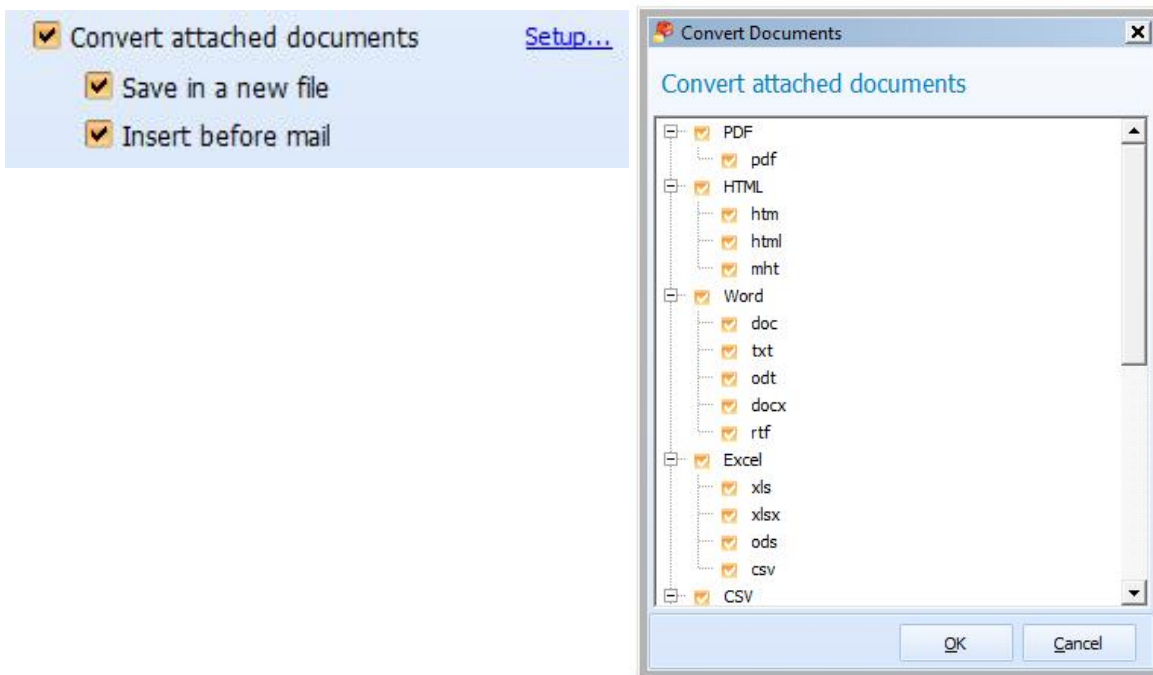 Convert attached documents Setup...
Save in a new file
Insert before mail
Convert Documents
Convert attached documents
PDF
pdf
HTML
htm
html
mht
Word
doc
txt
odt
docx
rtf
Excel
xls
xlsx
ods
csv
CSV
OK Cancel